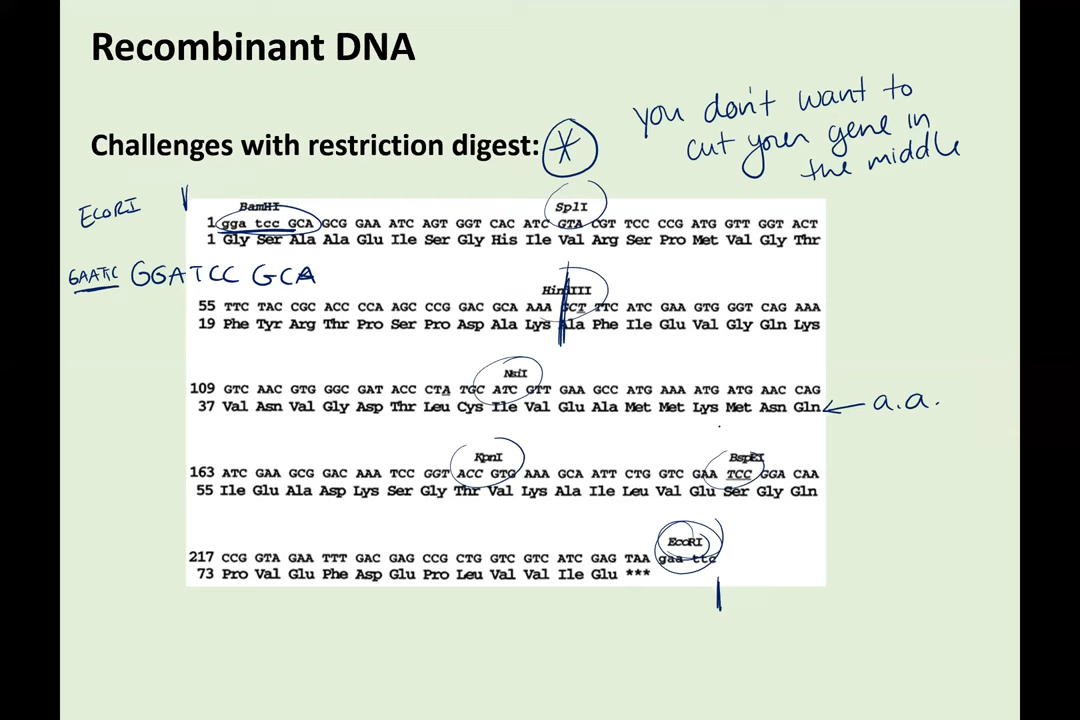 Recombinant DNA
you don't want to
cut your gene in
the middle
Challenges with restriction digest: *
ECORI
BamHI SplI
1 gga tcc GCA GCG GAA ATC AGT GGT CAC ATC GTA CGT TCC CCG ATG GTT GGT ACT
1 Gly Ser Ala Ala Glu Ile Ser Gly His Ile Val Arg Ser Pro Met Val Gly Thr
GAATTC GGATCC GCA
HindIII
55 TTC TAC CGC ACC CCA AGC CCG GAC GCA AAA GCT TTC ATC GAA GTG GGT CAG AAA
19 Phe Tyr Arg Thr Pro Ser Pro Asp Ala Lys Ala Phe Ile Glu Val Gly Gln Lys
NsiI
109 GTC AAC GTG GGC GAT ACC CTA TGC ATC GTT GAA GCC ATG AAA ATG ATG AAC CAG
37 Val Asn Val Gly Asp Thr Leu Cys Ile Val Glu Ala Met Met Lys Met Asn Gln
a.a.
KpnI BspEI
163 ATC GAA GCG GAC AAA TCC GGT ACC GTG AAA GCA ATT CTG GTC GAA TCC GGA CAA
55 Ile Glu Ala Asp Lys Ser Gly Thr Val Lys Ala Ile Leu Val Glu Ser Gly Gln
EcoRI
217 CCG GTA GAA TTT GAC GAG CCG CTG GTC GTC ATC GAG TAA gaa ttc
73 Pro Val Glu Phe Asp Glu Pro Leu Val Val Ile Glu ***